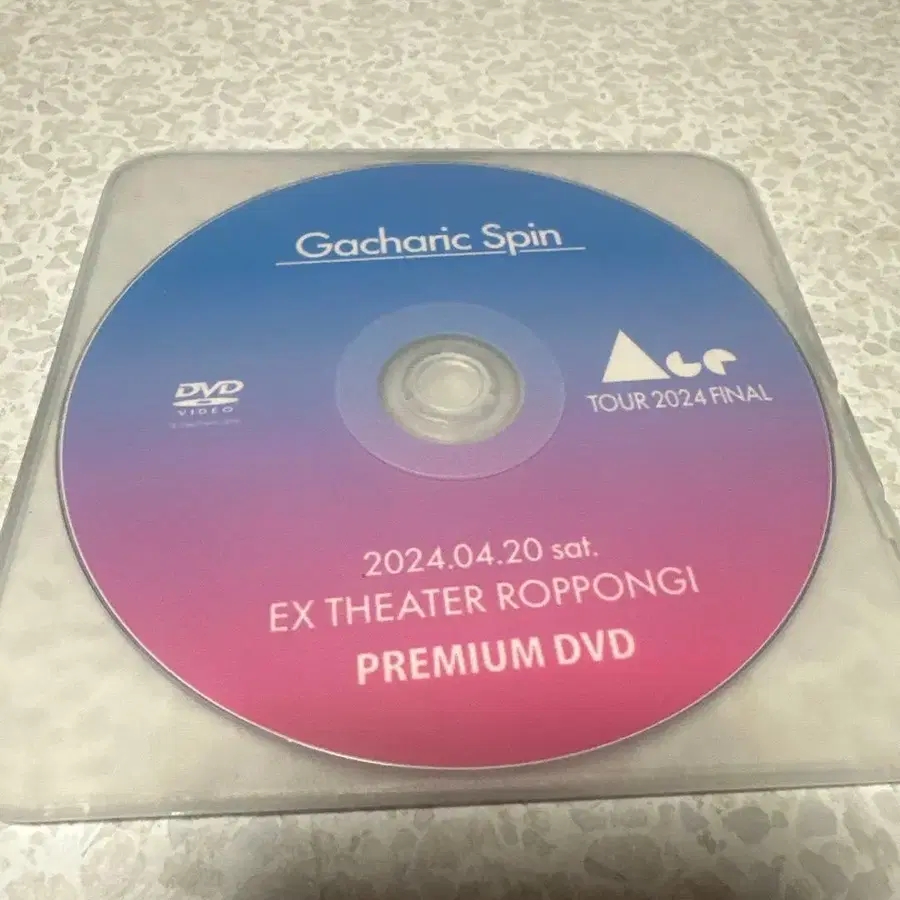 Gacharic Spin
Ace
TOUR 2024 FINAL
DVD
VIDEO
2024.04.20 sat.
EX THEATER ROPPONGI
PREMIUM DVD